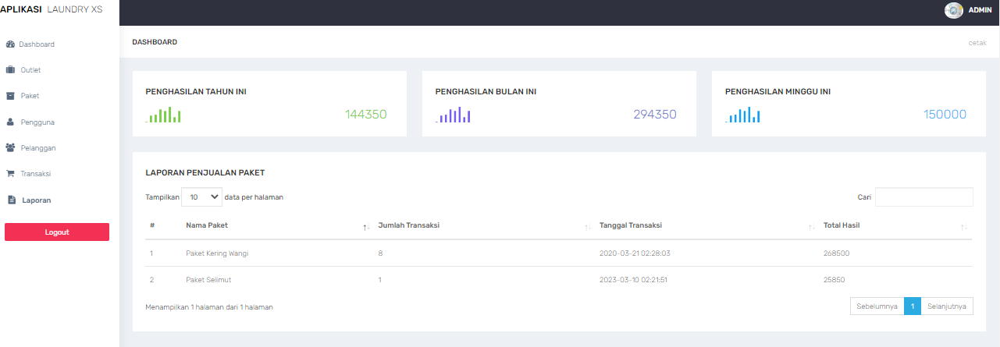 APLIKASI LAUNDRY XS
ADMIN
Dashboard
Outlet
Paket
Pengguna
Pelanggan
Transaksi
Laporan
Logout
DASHBOARD
cetak
PENGHASILAN TAHUN INI
144350
PENGHASILAN BULAN INI
294350
PENGHASILAN MINGGU INI
150000
LAPORAN PENJUALAN PAKET
Tampilkan 10 data per halaman
Cari
# Nama Paket Jumlah Transaksi Tanggal Transaksi Total Hasil
1 Paket Kering Wangi 8 2020-03-21 02:28:03 268500
2 Paket Selimut 1 2023-03-10 02:21:51 25850
Menampilkan 1 halaman dari 1 halaman
Sebelumnya 1 Selanjutnya